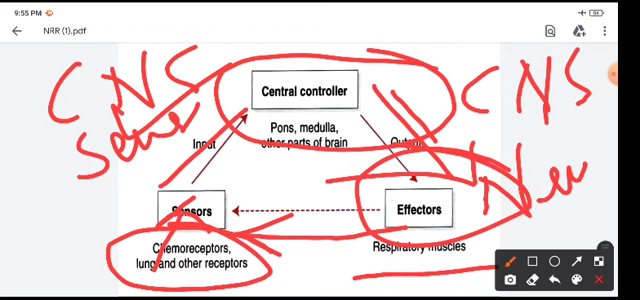 9:55 PM
51
NRR (1).pdf
CNS
Central controller
CNS
Input
Pons, medulla,
other parts of brain
Output
Sensors
Effectors
Chemoreceptors,
lung and other receptors
Respiratory muscles